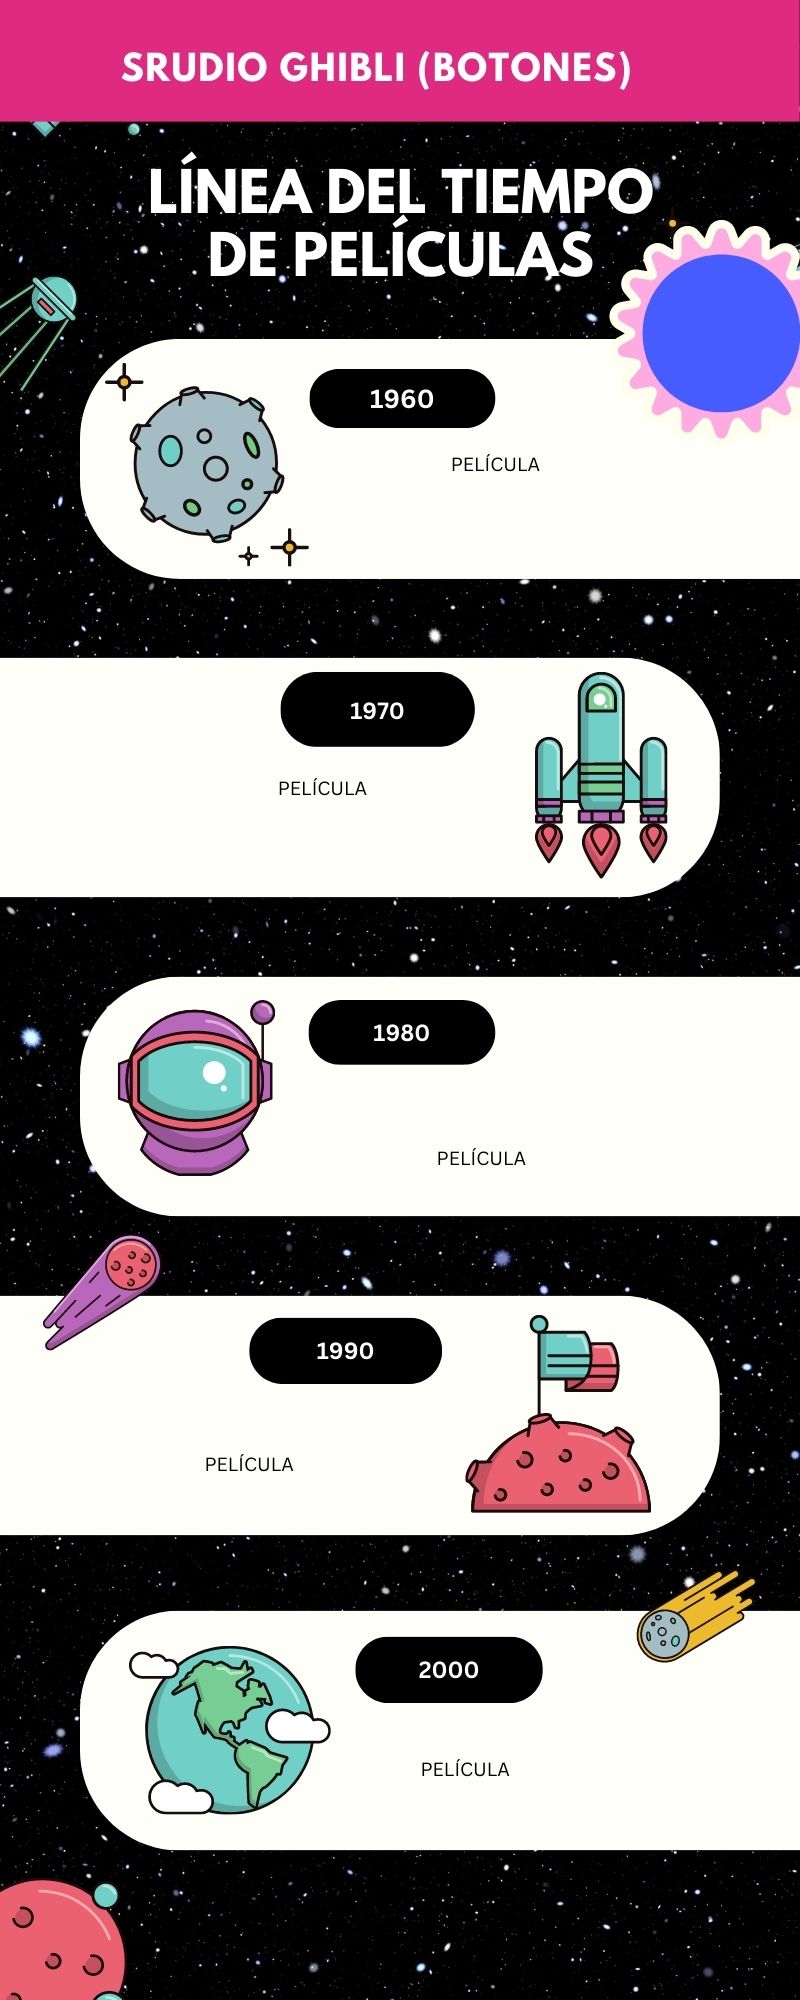 SRUDIO GHIBLI (BOTONES)
LÍNEA DEL TIEMPO
DE PELÍCULAS
1960
PELÍCULA
1970
PELÍCULA
1980
PELÍCULA
1990
PELÍCULA
2000
PELÍCULA